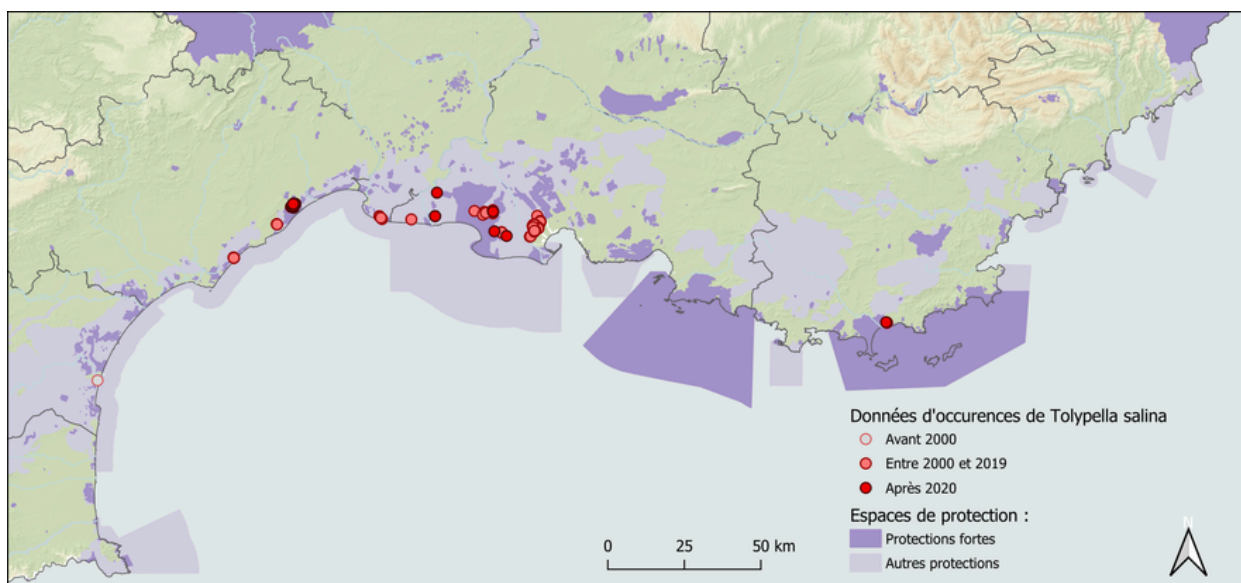 Données d'occurences de Tolypella salina
Avant 2000
Entre 2000 et 2019
Après 2020
Espaces de protection :
Protections fortes
Autres protections
0 25 50 km
N